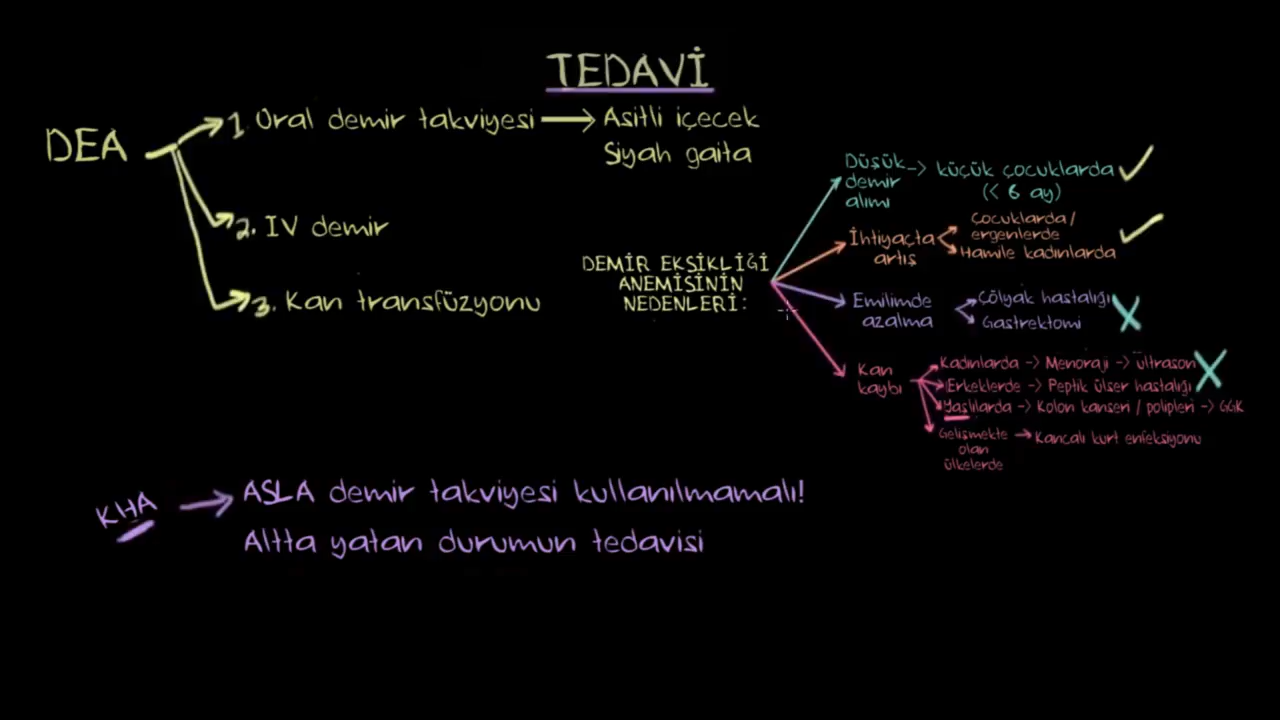 TEDAVİ
DEA
1. Oral demir takviyesi → Asitli içecek
Siyah gaita
2. IV demir
3. Kan transfüzyonu
DEMİR EKSİKLİĞİ
ANEMİSİNİN
NEDENLERİ:
Düşük -> küçük çocuklarda
demir (< 6 ay)
alımı
İhtiyaçta
artış
Çocuklarda/
ergenlerde
Hamile kadınlarda
Emilimde
azalma
Çölyak hastalığı
Gastrektomi
Kan
kaybı
Kadınlarda -> Menoraji -> ültrason
Erkeklerde -> Peptik ülser hastalığı
Yaşlılarda -> Kolon kanseri / polipleri -> GGK
Gelişmekte → Kancalı kurt enfeksiyonu
olan
ülkelerde
KHA → ASLA demir takviyesi kullanılmamalı!
Altta yatan durumun tedavisi